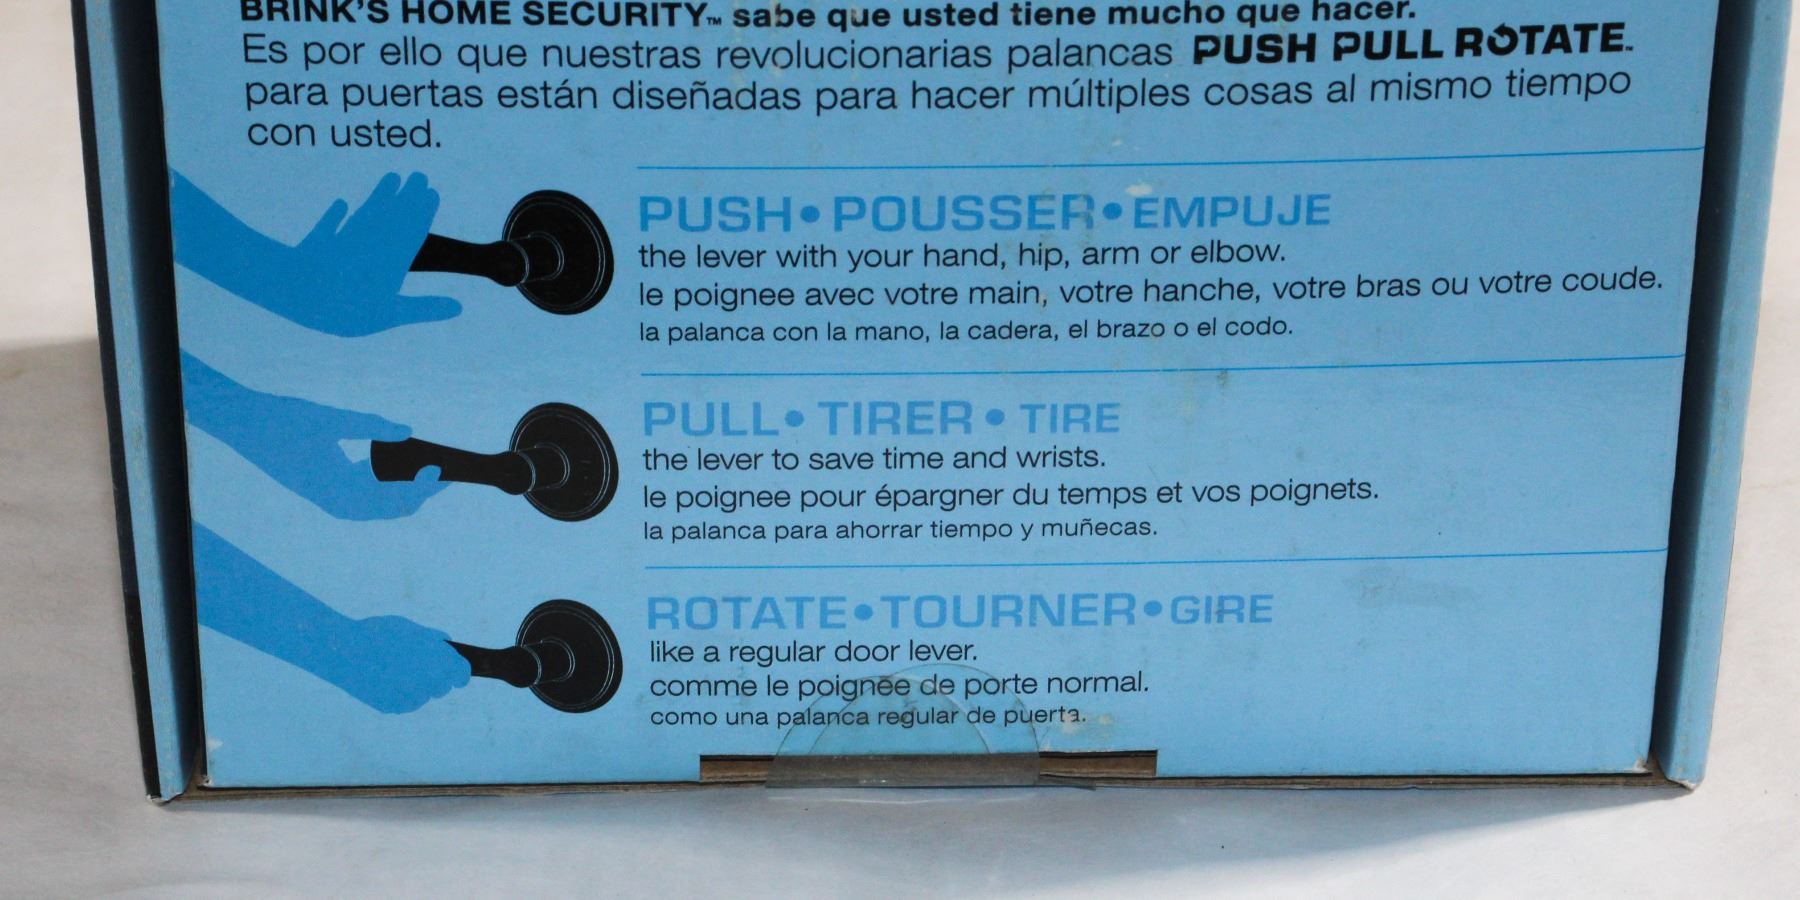 BRINK'S HOME SECURITY™ sabe que usted tiene mucho que hacer.
Es por ello que nuestras revolucionarias palancas PUSH PULL ROTATE™
para puertas están diseñadas para hacer múltiples cosas al mismo tiempo
con usted.
PUSH • POUSSER • EMPUJE
the lever with your hand, hip, arm or elbow.
le poignee avec votre main, votre hanche, votre bras ou votre coude.
la palanca con la mano, la cadera, el brazo o el codo.
PULL • TIRER • TIRE
the lever to save time and wrists.
le poignee pour épargner du temps et vos poignets.
la palanca para ahorrar tiempo y muñecas.
ROTATE • TOURNER • GIRE
like a regular door lever.
comme le poignée de porte normal.
como una palanca regular de puerta.